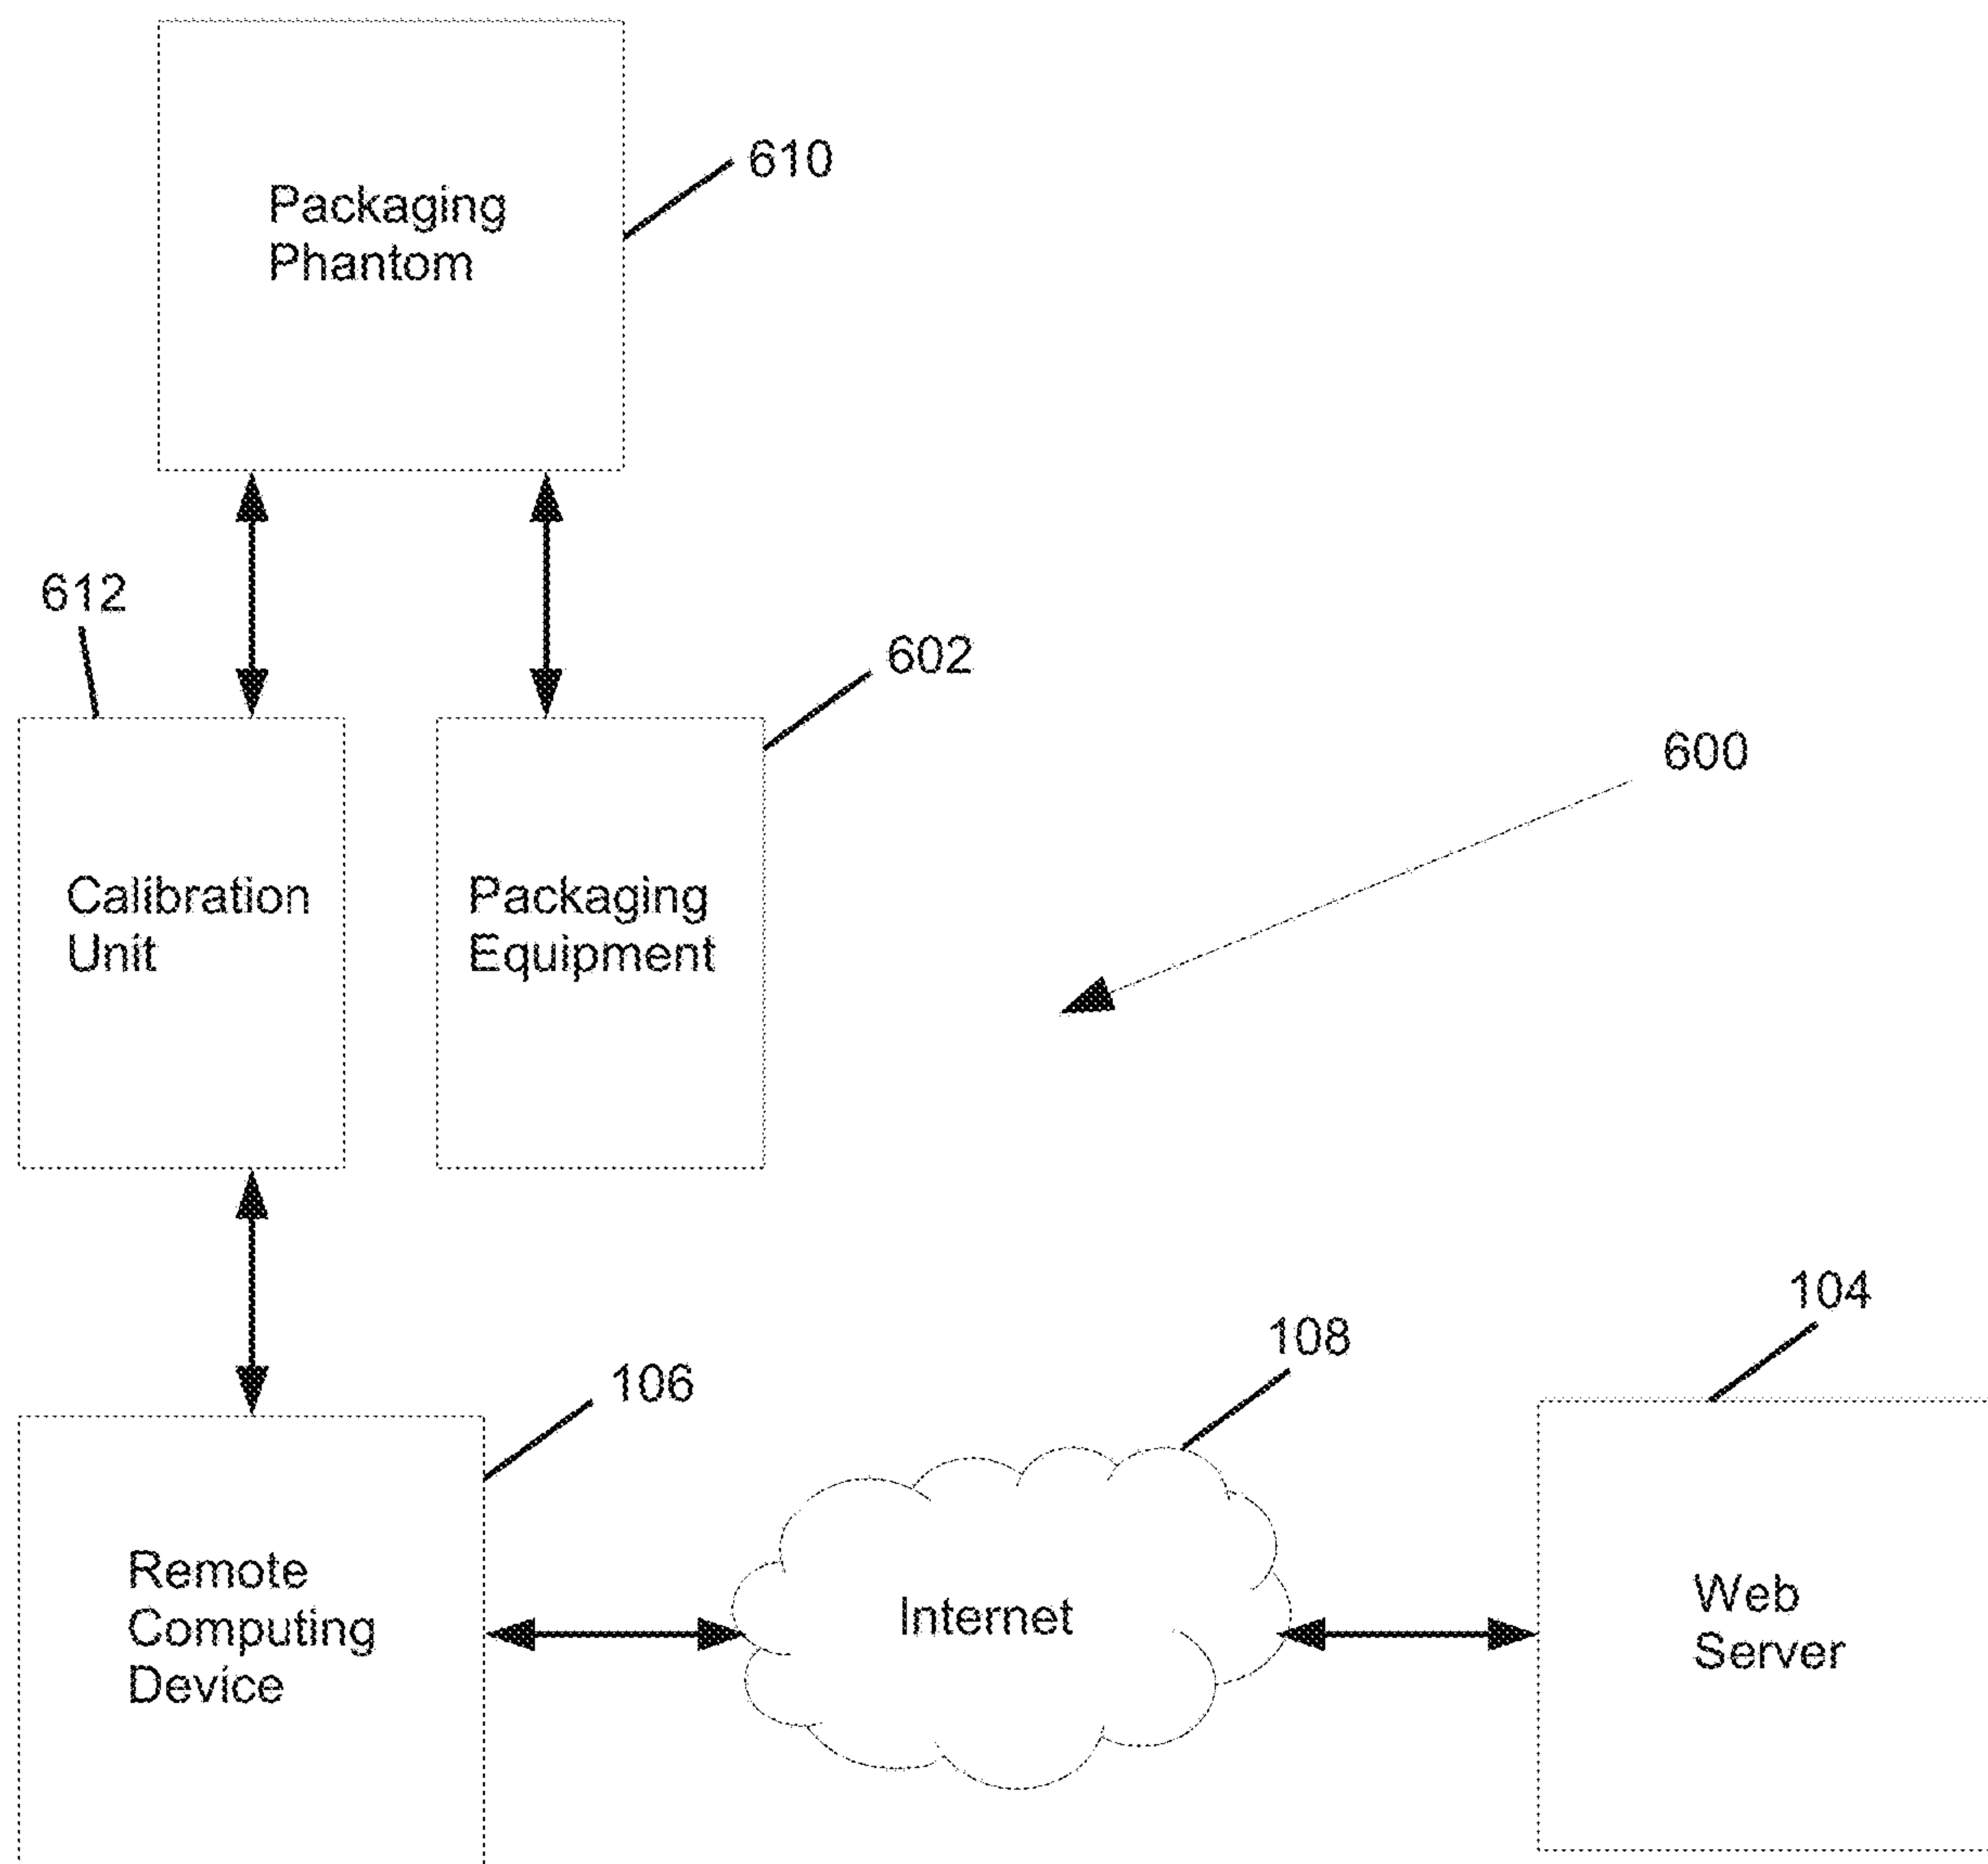 Packaging
Phantom
610
612
602
600
Calibration
Unit
Packaging
Equipment
104
108
106
Remote
Computing
Device
Internet
Web
Server